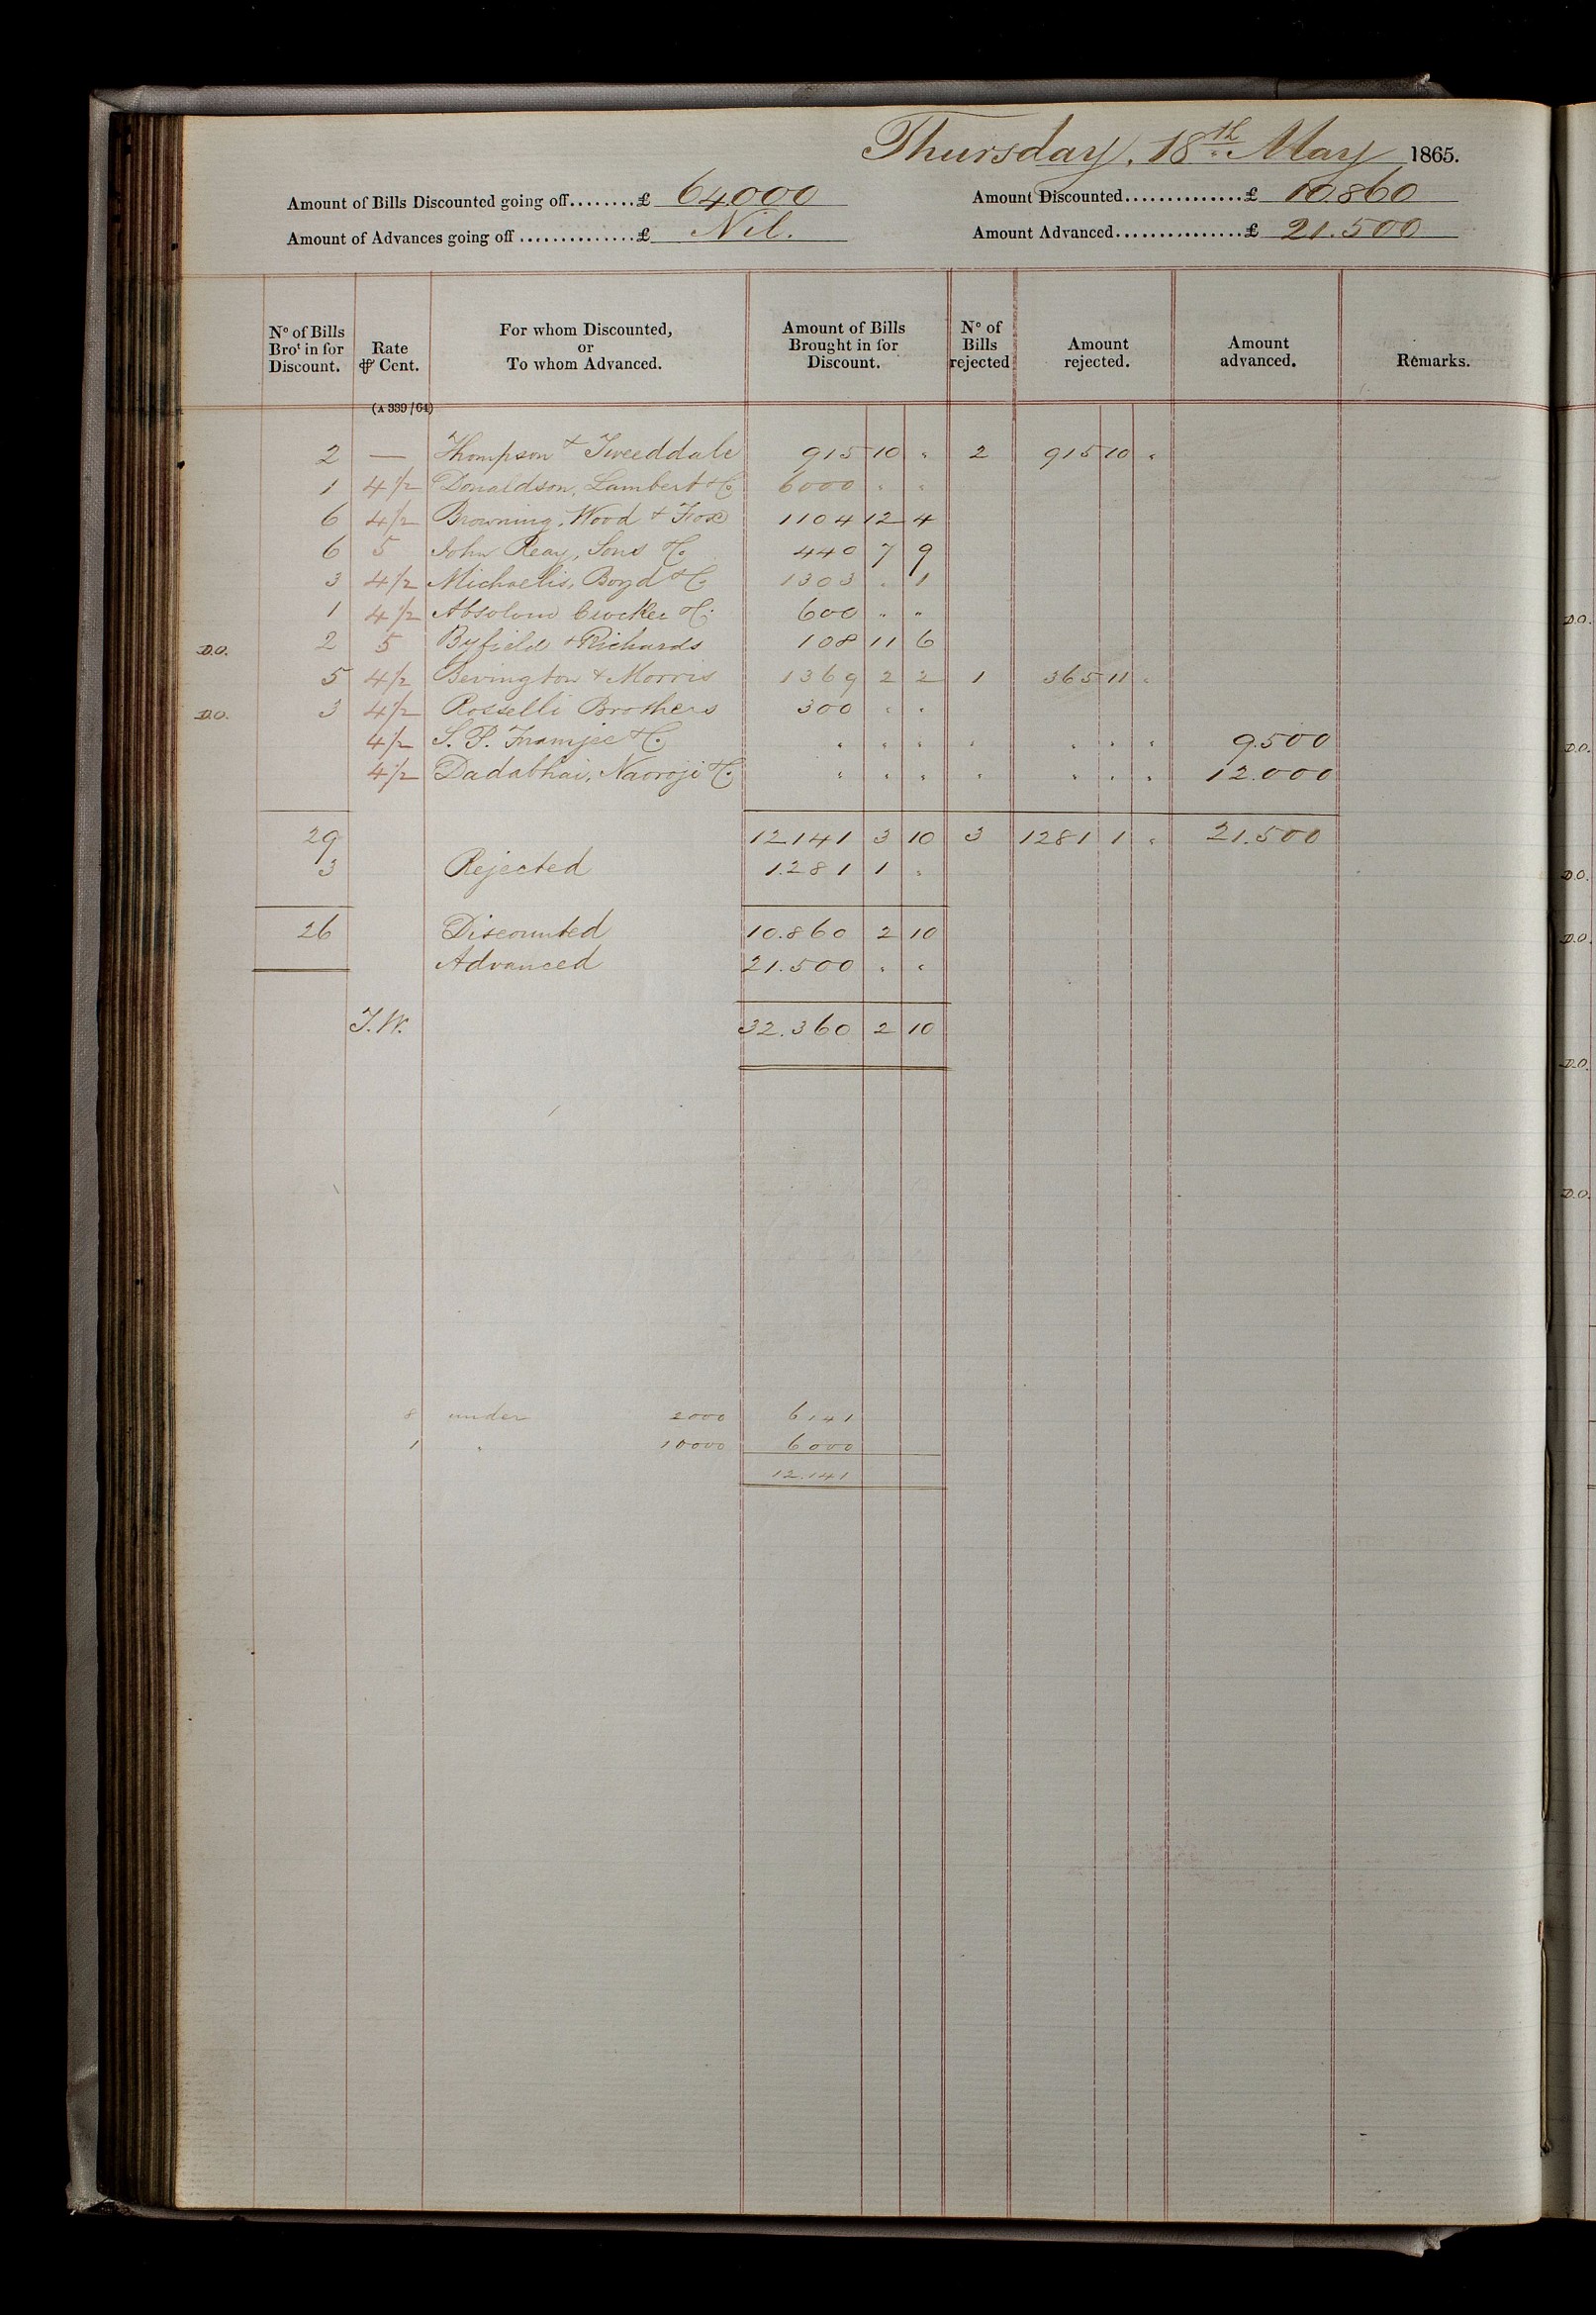 Thursday, 18th May 1865.
Amount of Bills Discounted going off........£ 64.000 Amount Discounted..............£ 10.860
Amount of Advances going off..............£ Nil. Amount Advanced...............£ 21.500
No of Bills Brot in for Discount. Rate ⅌ Cent. For whom Discounted, or To whom Advanced. Amount of Bills Brought in for Discount. No of Bills rejected Amount rejected. Amount advanced. Remarks.
(A 339/64)
2 — Thompson & Tweeddale 915 10 " 2 915 10 "
1 4½ Donaldson, Lambert & Co 6000 " "
6 4½ Browning, Wood & Fox 1104 12 4
6 5 John Reay, Sons & Co. 440 7 9
3 4½ Michaelis, Boyd & Co 1303 " 1
1 4½ Absolom Crocker & Co. 600 " "
D.O. 2 5 Byfield & Richards 108 11 6
5 4½ Bevington & Morris 1369 2 2 1 365 11 "
D.O. 3 4½ Rosselli Brothers 300 " "
4½ S. P. Framjee & Co. " " " " " " " 9.500
4½ Dadabhai, Naoroji & Co. " " " " " " " 12.000
29 12141 3 10 3 1281 1 " 21.500
3 Rejected 1.281 1 "
26 Discounted 10.860 2 10
Advanced 21.500 " "
J.W. 32.360 2 10
8 under 2000 6141
1 " 10000 6000
12.141
D.O.
D.O.
D.O.
D.O.
D.O.
D.O.